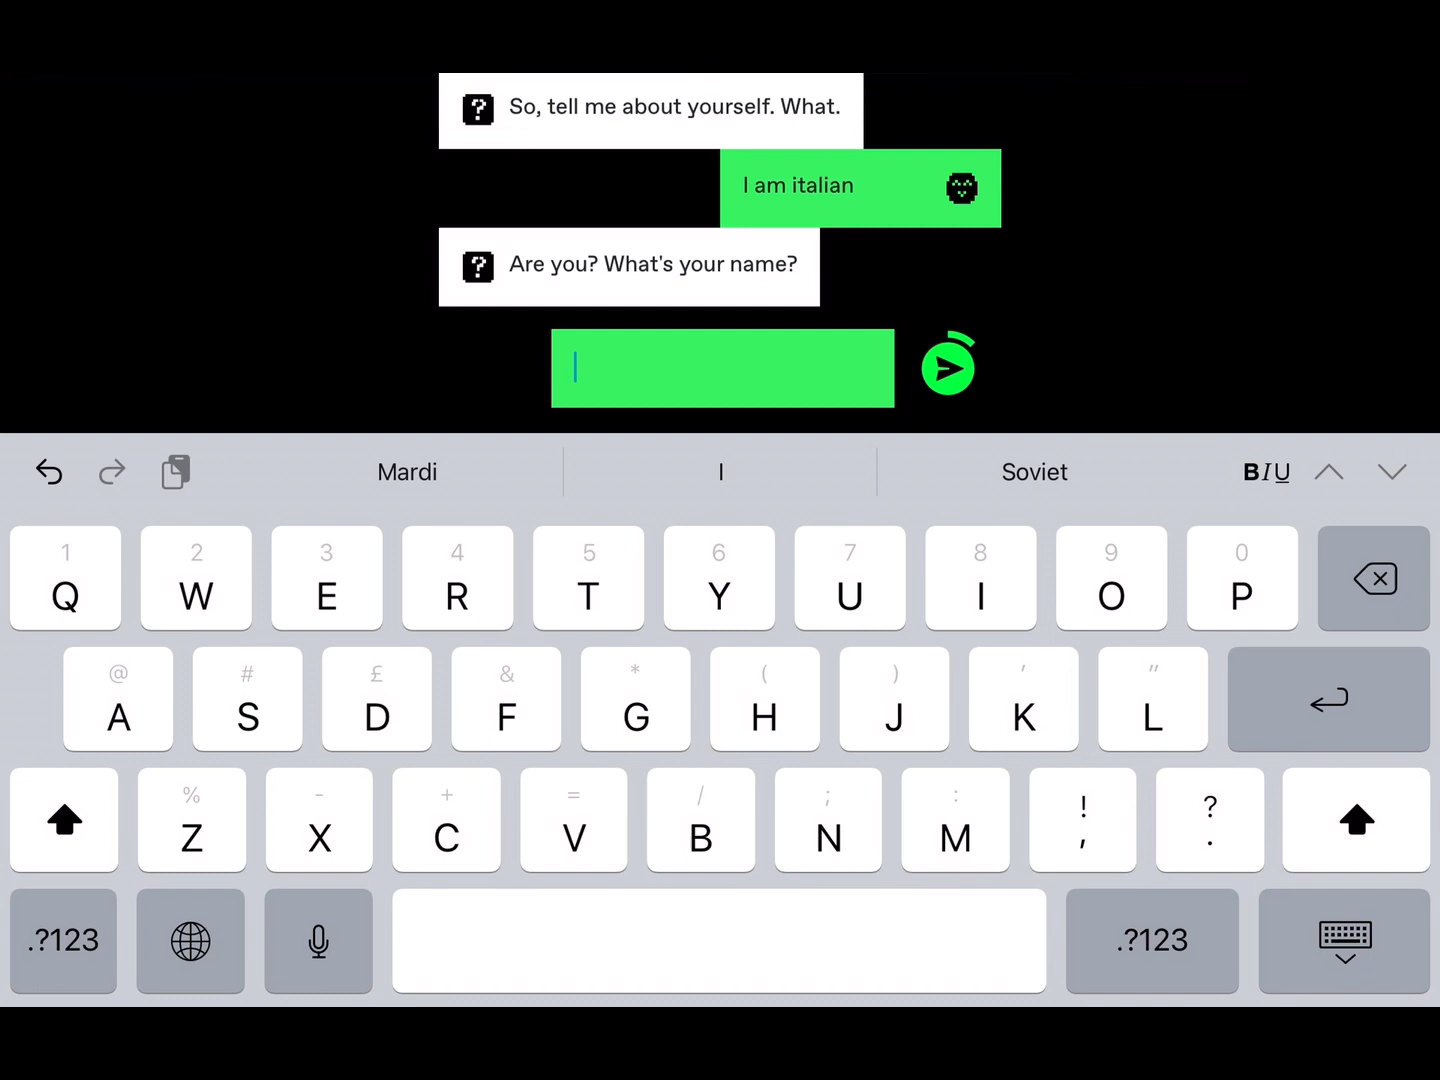 ? So, tell me about yourself. What.
I am italian
? Are you? What's your name?
Mardi I Soviet BIU
1 2 3 4 5 6 7 8 9 0
Q W E R T Y U I O P
@ # £ & * ( ) ' "
A S D F G H J K L
% - + = / ; : ! ?
Z X C V B N M , .
.?123 .?123